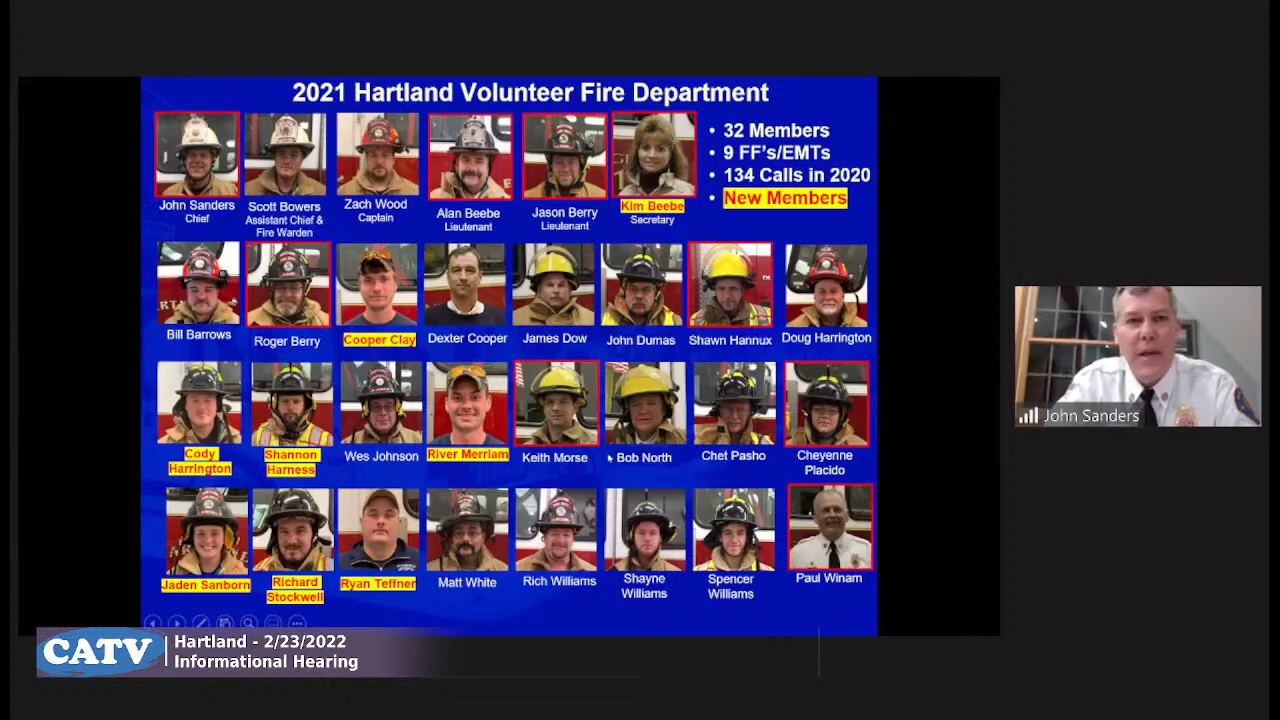 2021 Hartland Volunteer Fire Department
• 32 Members
• 9 FF's/EMTs
• 134 Calls in 2020
• New Members
John Sanders
Chief
Scott Bowers
Assistant Chief &
Fire Warden
Zach Wood
Captain
Alan Beebe
Lieutenant
Jason Berry
Lieutenant
Kim Beebe
Secretary
Bill Barrows
Roger Berry
Cooper Clay
Dexter Cooper
James Dow
John Dumas
Shawn Hannux
Doug Harrington
Cody
Harrington
Shannon
Harness
Wes Johnson
River Merriam
Keith Morse
Bob North
Chet Pasho
Cheyenne
Placido
Jaden Sanborn
Richard
Stockwell
Ryan Teffner
Matt White
Rich Williams
Shayne
Williams
Spencer
Williams
Paul Winam
John Sanders
CATV
Hartland - 2/23/2022
Informational Hearing